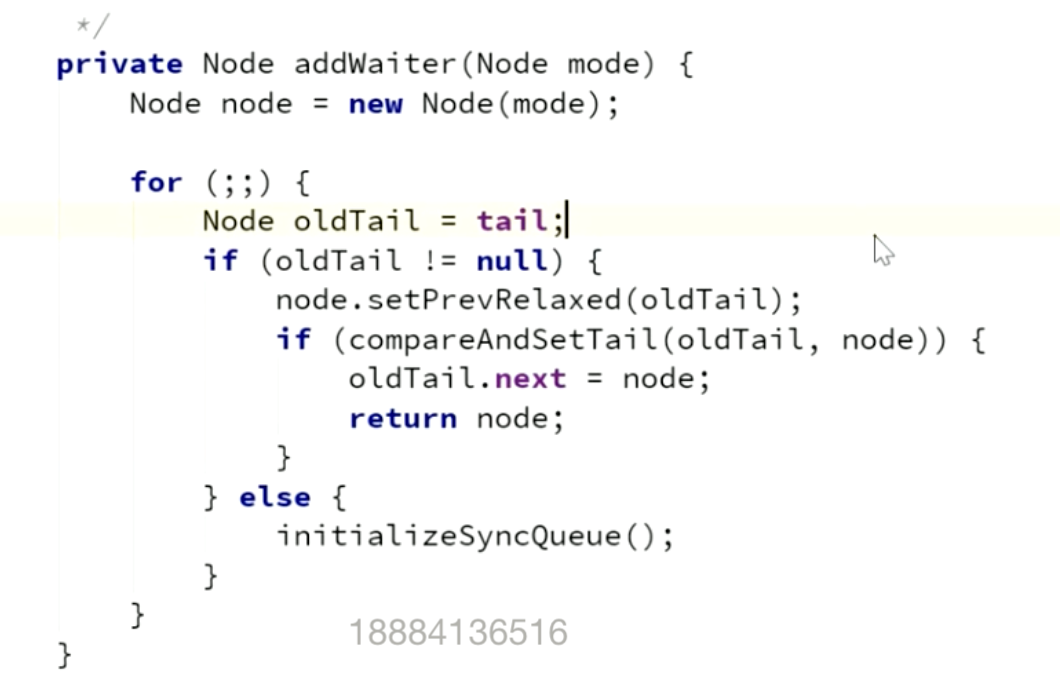 */
private Node addWaiter(Node mode) {
Node node = new Node(mode);
for (;;) {
Node oldTail = tail;
if (oldTail != null) {
node.setPrevRelaxed(oldTail);
if (compareAndSetTail(oldTail, node)) {
oldTail.next = node;
return node;
}
} else {
initializeSyncQueue();
}
}
18884136516
}